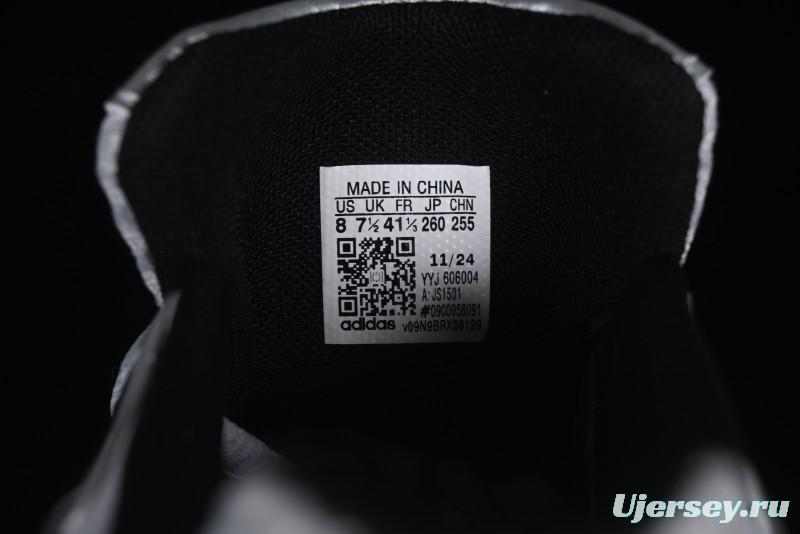 MADE IN CHINA
US UK FR JP CHN
8 7½ 41⅓ 260 255
11/24
YYJ 606004
A: JS1501
#0900058091
adidas v09N9BRX00129
Ujersey.ru